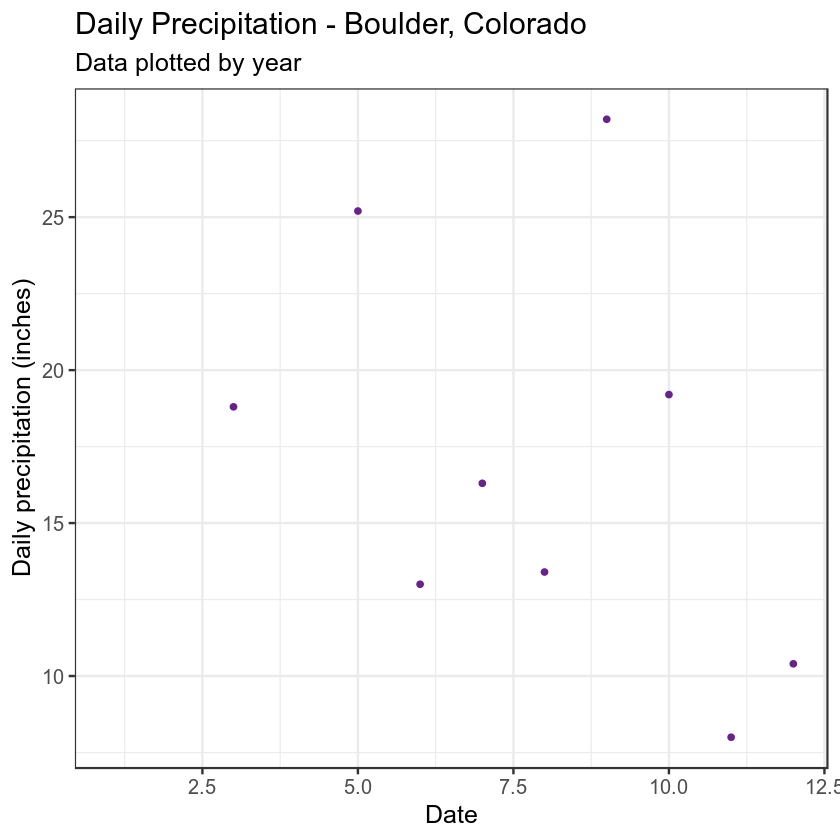 Daily Precipitation - Boulder, Colorado
Data plotted by year
Daily precipitation (inches)
25
20
15
10
2.5
5.0
7.5
10.0
12.5
Date